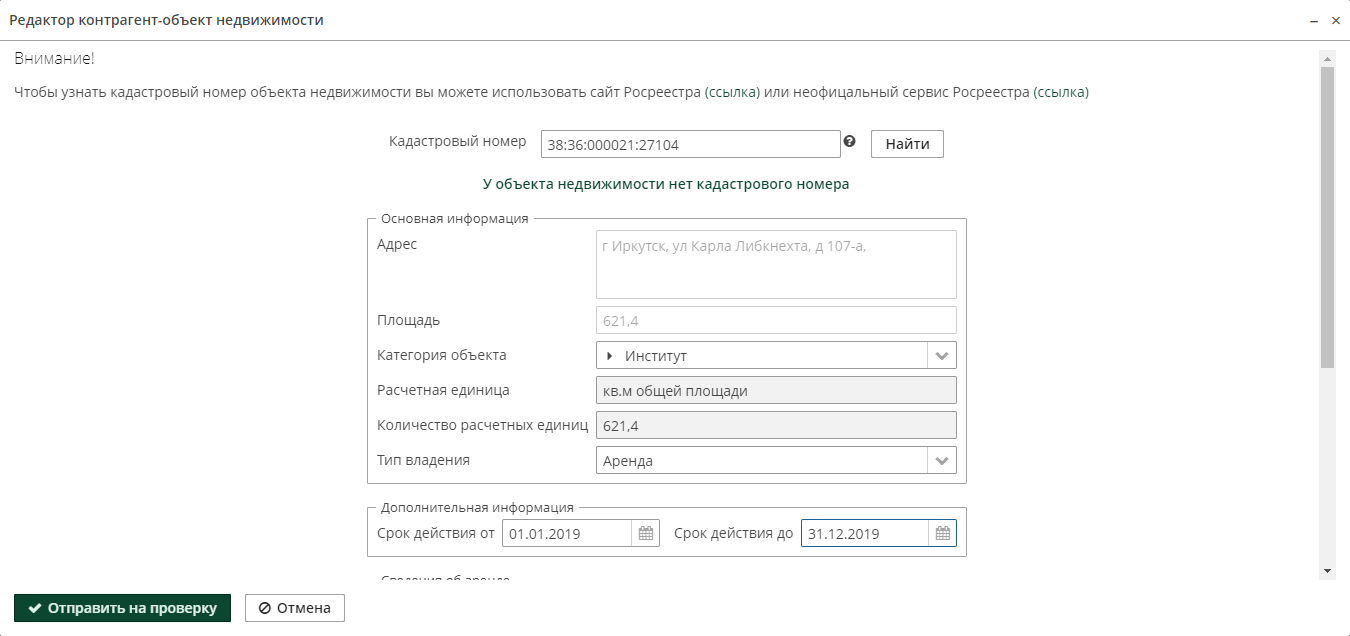 Редактор контрагент-объект недвижимости
Внимание!
Чтобы узнать кадастровый номер объекта недвижимости вы можете использовать сайт Росреестра (ссылка) или неофицальный сервис Росреестра (ссылка)
Кадастровый номер 38:36:000021:27104 Найти
У объекта недвижимости нет кадастрового номера
Основная информация
Адрес г Иркутск, ул Карла Либкнехта, д 107-а,
Площадь 621,4
Категория объекта Институт
Расчетная единица кв.м общей площади
Количество расчетных единиц 621,4
Тип владения Аренда
Дополнительная информация
Срок действия от 01.01.2019 Срок действия до 31.12.2019
Сведения об аренде
Отправить на проверку Отмена